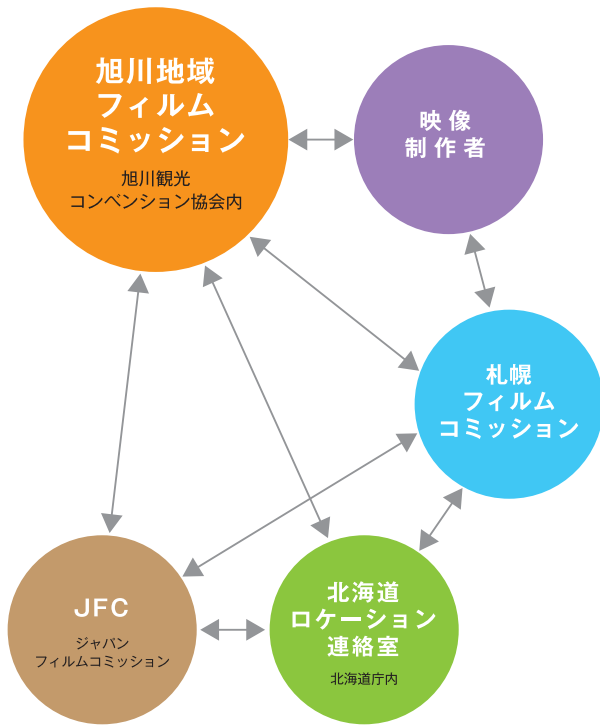 旭川地域
フィルム
コミッション
旭川観光
コンベンション協会内
映像
制作者
札幌
フィルム
コミッション
JFC
ジャパン
フィルムコミッション
北海道
ロケーション
連絡室
北海道庁内